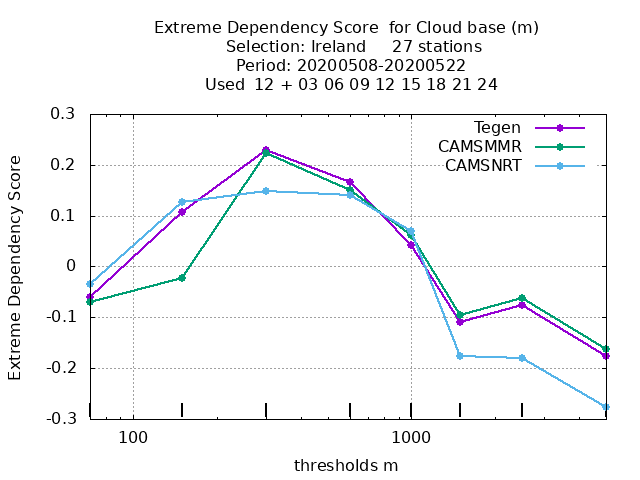 Extreme Dependency Score  for Cloud base (m)
Selection: Ireland     27 stations
Period: 20200508-20200522
Used  12 + 03 06 09 12 15 18 21 24
Tegen
CAMSMMR
CAMSNRT
Extreme Dependency Score
0.3
0.2
0.1
0
-0.1
-0.2
-0.3
100 1000
thresholds m